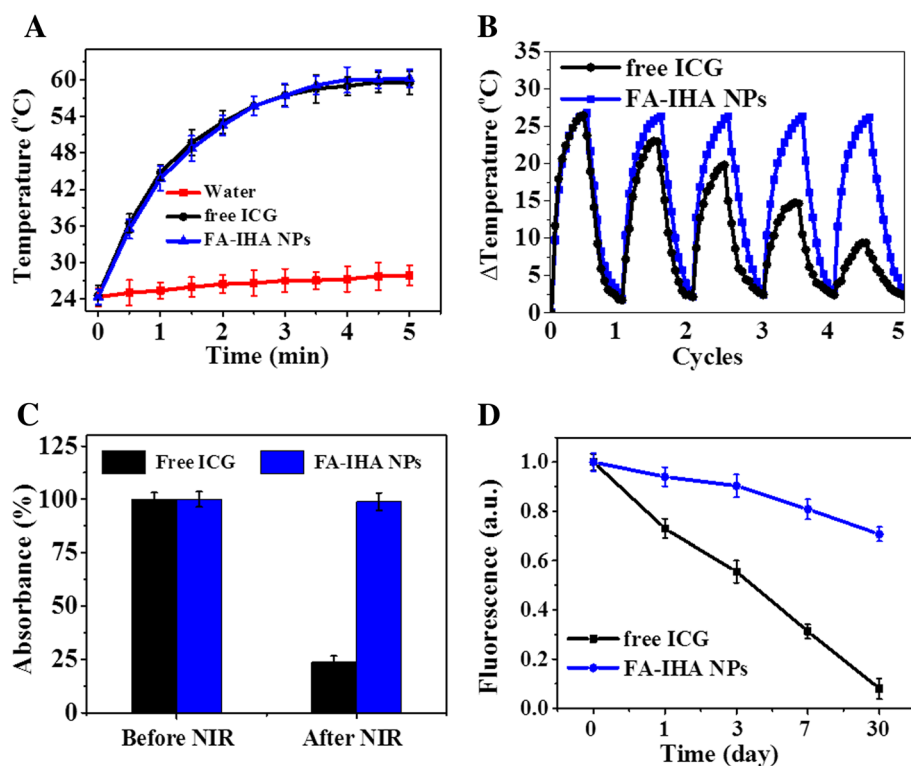 A
Temperature (°C)
60
54
48
42
36
30
24
Water
free ICG
FA-IHA NPs
0 1 2 3 4 5
Time (min)
B
ΔTemperature (°C)
35
30
25
20
15
10
5
0
free ICG
FA-IHA NPs
0 1 2 3 4 5
Cycles
C
Absorbance (%)
125
100
75
50
25
0
Free ICG FA-IHA NPs
Before NIR After NIR
D
Fluorescence (a.u.)
1.0
0.8
0.6
0.4
0.2
0.0
free ICG
FA-IHA NPs
0 1 3 7 30
Time (day)